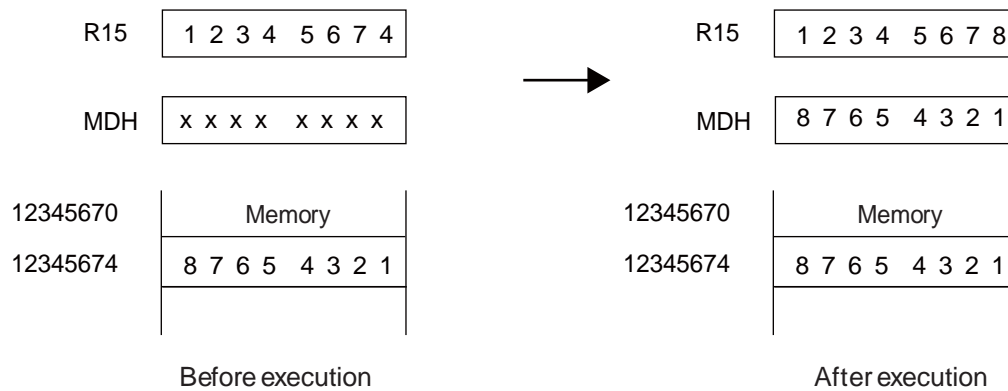 R15 1 2 3 4 5 6 7 4 R15 1 2 3 4 5 6 7 8
MDH x x x x x x x x MDH 8 7 6 5 4 3 2 1
12345670 Memory 12345670 Memory
12345674 8 7 6 5 4 3 2 1 12345674 8 7 6 5 4 3 2 1
Before execution After execution